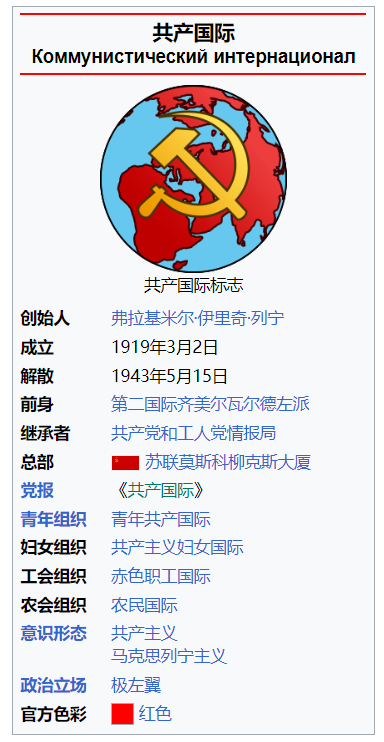 共产国际
Коммунистический интернационал
共产国际标志
创始人 弗拉基米尔·伊里奇·列宁
成立 1919年3月2日
解散 1943年5月15日
前身 第二国际齐美尔瓦尔德左派
继承者 共产党和工人党情报局
总部 苏联莫斯科柳克斯大厦
党报 《共产国际》
青年组织 青年共产国际
妇女组织 共产主义妇女国际
工会组织 赤色职工国际
农会组织 农民国际
意识形态 共产主义
马克思列宁主义
政治立场 极左翼
官方色彩 红色